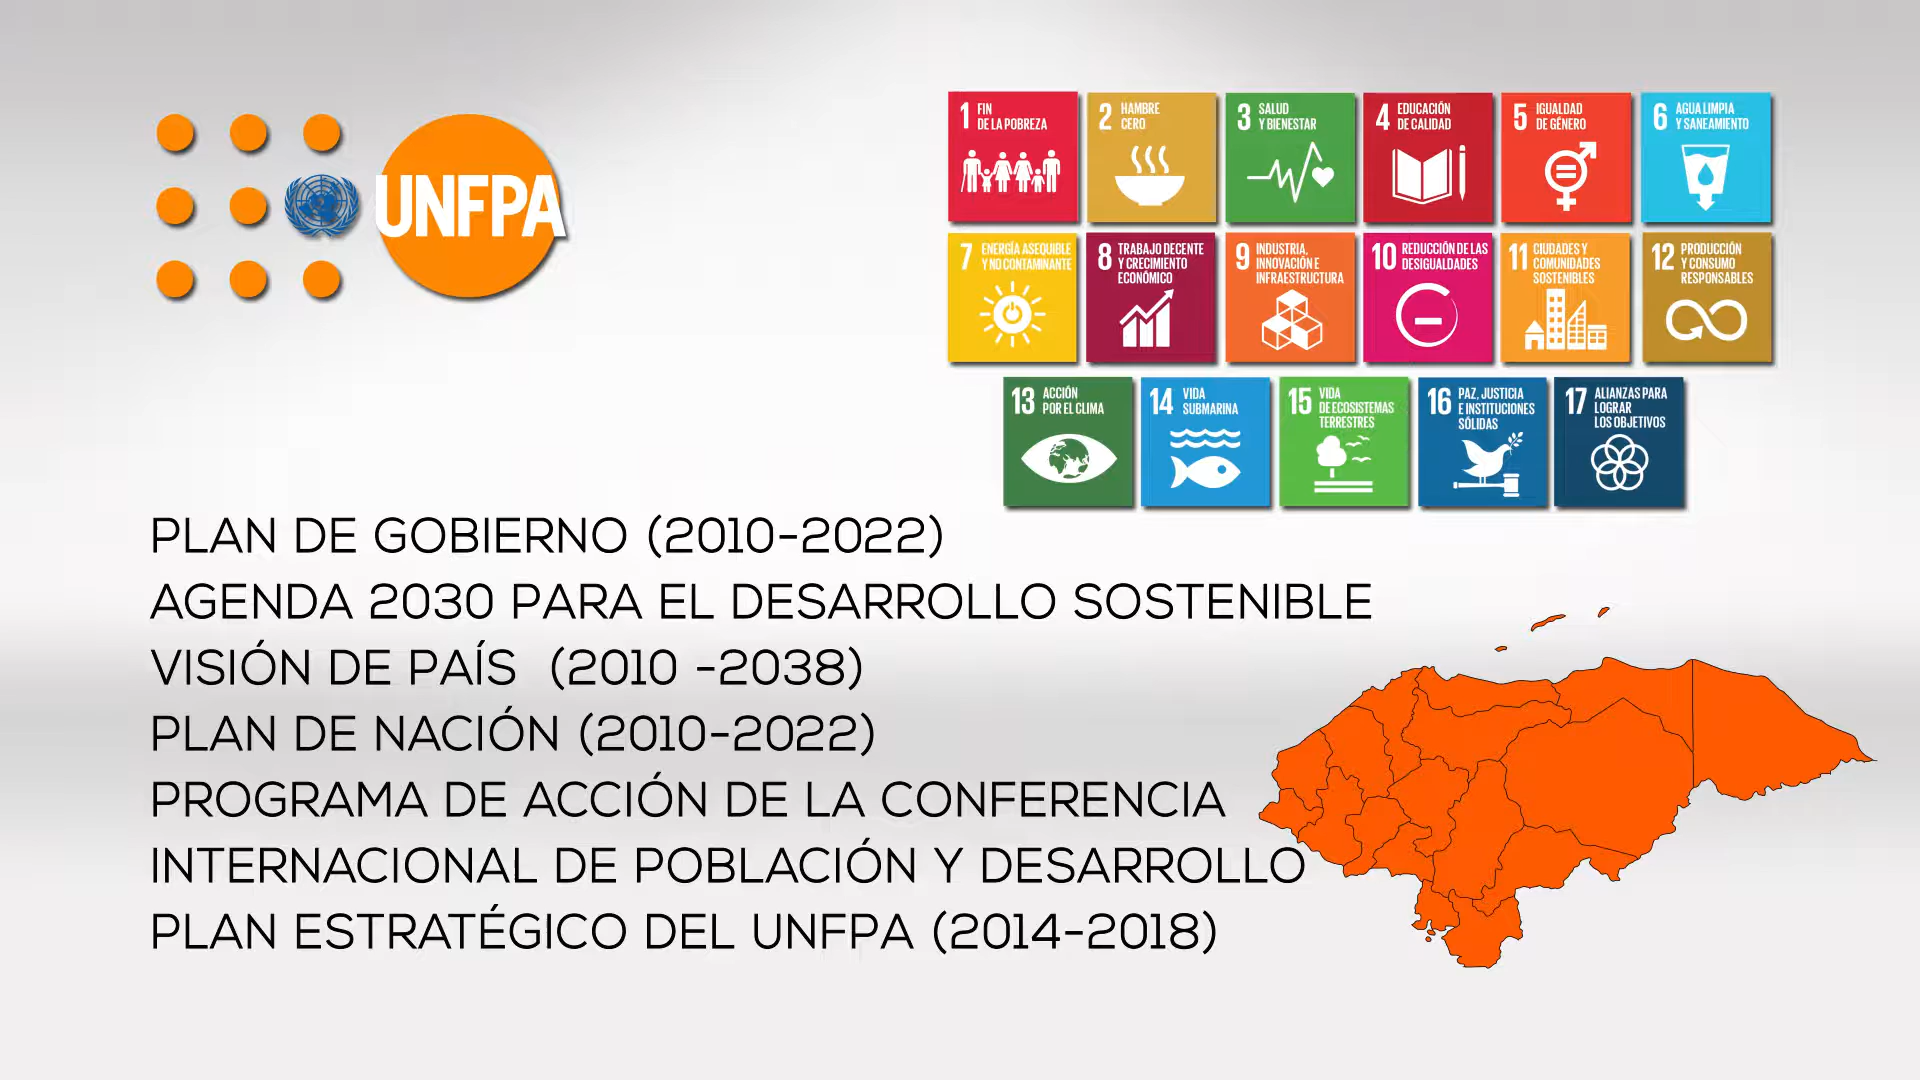 UNFPA
1 FIN
DE LA POBREZA
2 HAMBRE
CERO
3 SALUD
Y BIENESTAR
4 EDUCACIÓN
DE CALIDAD
5 IGUALDAD
DE GÉNERO
6 AGUA LIMPIA
Y SANEAMIENTO
7 ENERGÍA ASEQUIBLE
Y NO CONTAMINANTE
8 TRABAJO DECENTE
Y CRECIMIENTO
ECONÓMICO
9 INDUSTRIA,
INNOVACIÓN E
INFRAESTRUCTURA
10 REDUCCIÓN DE LAS
DESIGUALDADES
11 CIUDADES Y
COMUNIDADES
SOSTENIBLES
12 PRODUCCIÓN
Y CONSUMO
RESPONSABLES
13 ACCIÓN
POR EL CLIMA
14 VIDA
SUBMARINA
15 VIDA
DE ECOSISTEMAS
TERRESTRES
16 PAZ, JUSTICIA
E INSTITUCIONES
SÓLIDAS
17 ALIANZAS PARA
LOGRAR
LOS OBJETIVOS
PLAN DE GOBIERNO (2010-2022)
AGENDA 2030 PARA EL DESARROLLO SOSTENIBLE
VISIÓN DE PAÍS (2010 -2038)
PLAN DE NACIÓN (2010-2022)
PROGRAMA DE ACCIÓN DE LA CONFERENCIA
INTERNACIONAL DE POBLACIÓN Y DESARROLLO
PLAN ESTRATÉGICO DEL UNFPA (2014-2018)